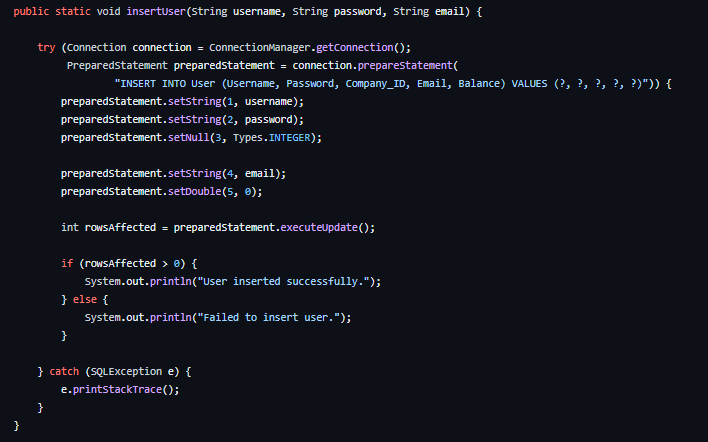 public static void insertUser(String username, String password, String email) {
try (Connection connection = ConnectionManager.getConnection();
PreparedStatement preparedStatement = connection.prepareStatement(
"INSERT INTO User (Username, Password, Company_ID, Email, Balance) VALUES (?, ?, ?, ?, ?)")) {
preparedStatement.setString(1, username);
preparedStatement.setString(2, password);
preparedStatement.setNull(3, Types.INTEGER);
preparedStatement.setString(4, email);
preparedStatement.setDouble(5, 0);
int rowsAffected = preparedStatement.executeUpdate();
if (rowsAffected > 0) {
System.out.println("User inserted successfully.");
} else {
System.out.println("Failed to insert user.");
}
} catch (SQLException e) {
e.printStackTrace();
}
}